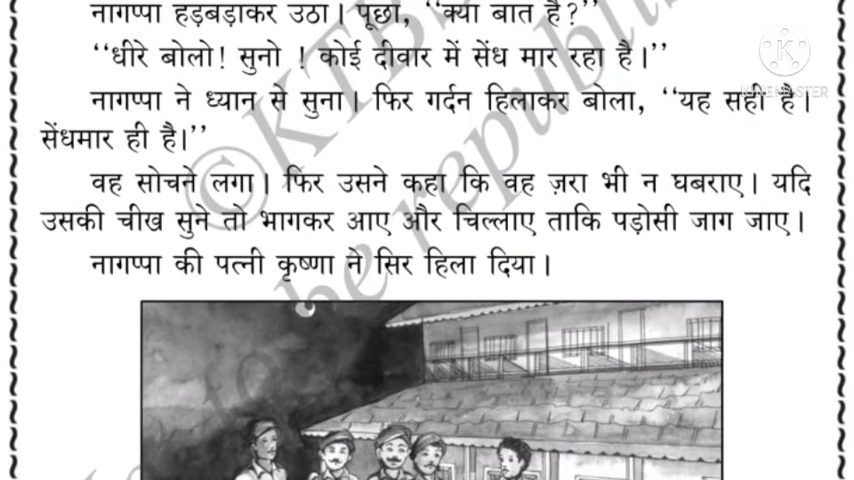 नागप्पा हड़बड़ाकर उठा। पूछा, ‘‘क्या बात है?’’
‘‘धीरे बोलो! सुनो ! कोई दीवार में सेंध मार रहा है।’’
नागप्पा ने ध्यान से सुना। फिर गर्दन हिलाकर बोला, ‘‘यह सही है।
सेंधमार ही है।’’
वह सोचने लगा। फिर उसने कहा कि वह ज़रा भी न घबराए। यदि
उसकी चीख सुने तो भागकर आए और चिल्लाए ताकि पड़ोसी जाग जाए।
नागप्पा की पत्नी कृष्णा ने सिर हिला दिया।
KINEMASTER